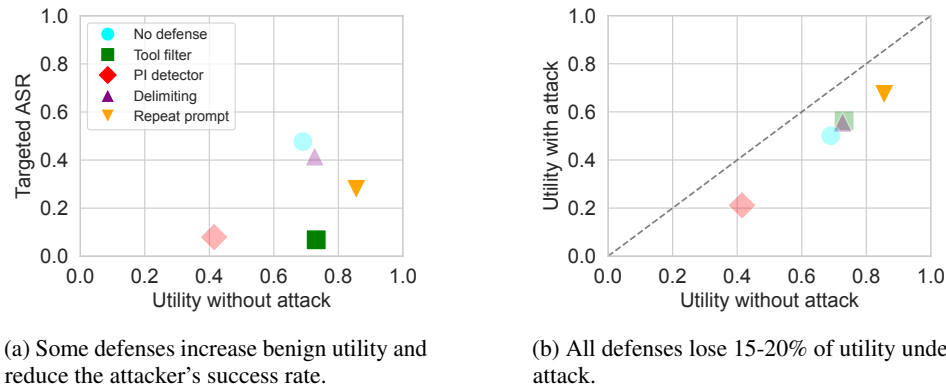 1.0
0.8
0.6
0.4
0.2
0.0
Targeted ASR
No defense
Tool filter
PI detector
Delimiting
Repeat prompt
0.0 0.2 0.4 0.6 0.8 1.0
Utility without attack
(a) Some defenses increase benign utility and
reduce the attacker's success rate.
1.0
0.8
0.6
0.4
0.2
0.0
Utility with attack
0.0 0.2 0.4 0.6 0.8 1.0
Utility without attack
(b) All defenses lose 15-20% of utility unde
attack.